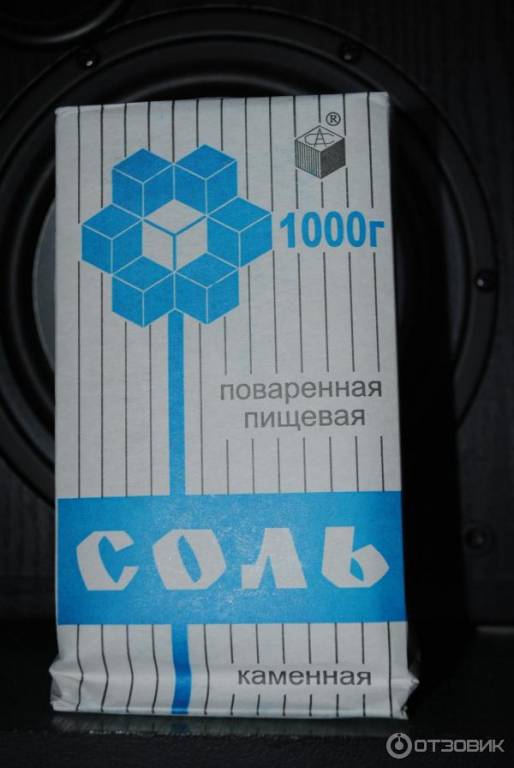 ®
1000г
поваренная
пищевая
соль
каменная
ОТЗОВИК